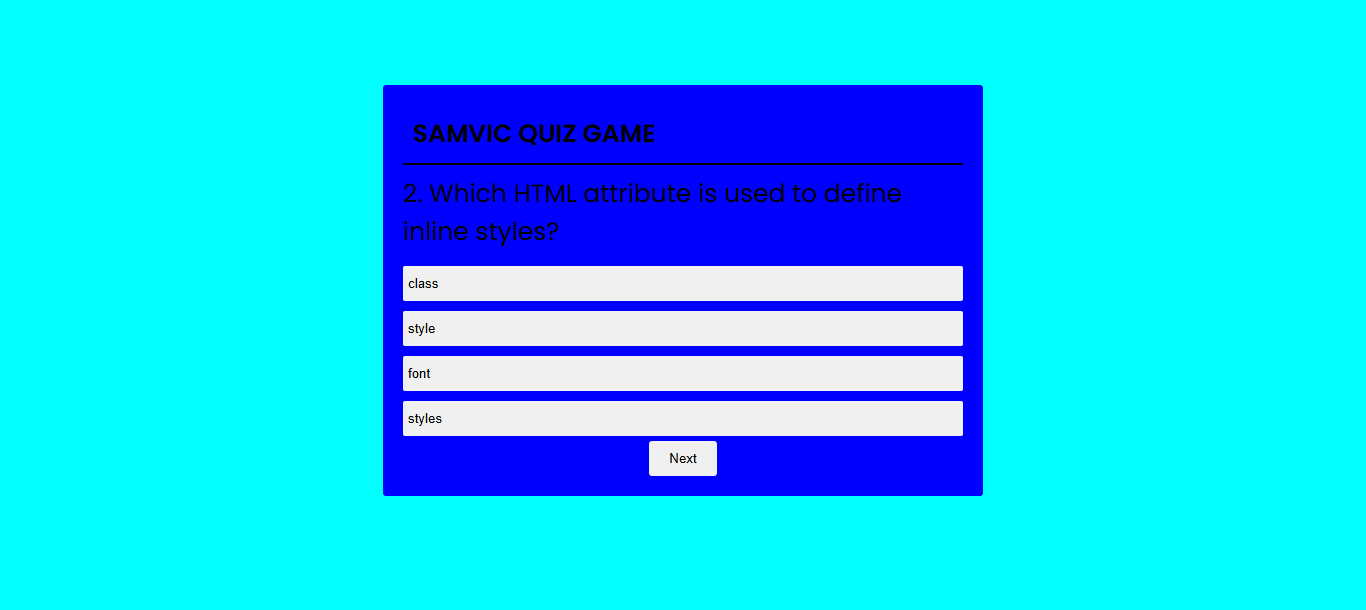 SAMVIC QUIZ GAME
2. Which HTML attribute is used to define
inline styles?
class
style
font
styles
Next